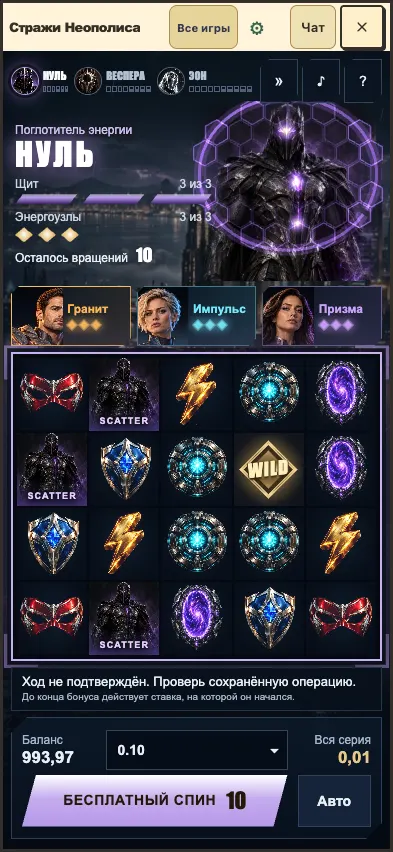 Стражи Неополиса
Все игры
Чат
×
НУЛЬ
ВЕСПЕРА
ЭОН
»
♪
?
Поглотитель энергии
НУЛЬ
Щит 3 из 3
Энергоузлы 3 из 3
Осталось вращений 10
Гранит
Импульс
Призма
SCATTER
SCATTER
WILD
SCATTER
Ход не подтверждён. Проверь сохранённую операцию.
До конца бонуса действует ставка, на которой он начался.
Баланс
993,97
0.10
Вся серия
0,01
БЕСПЛАТНЫЙ СПИН 10
Авто